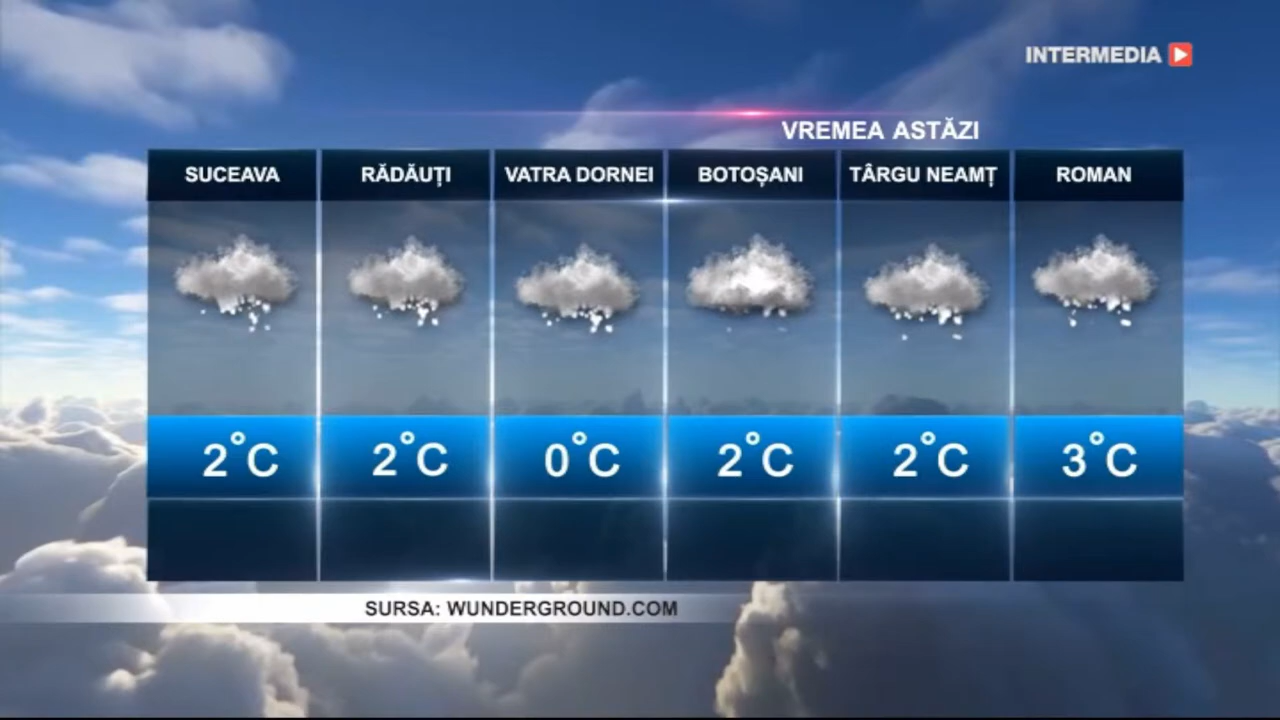 INTERMEDIA
VREMEA ASTĂZI
SUCEAVA
RĂDĂUȚI
VATRA DORNEI
BOTOȘANI
TÂRGU NEAMȚ
ROMAN
2°C
2°C
0°C
2°C
2°C
3°C
SURSA: WUNDERGROUND.COM